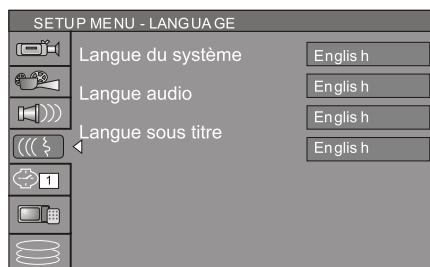 SETUP MENU - LANGUAGE
Langue du système
English
Langue audio
English
English
Langue sous titre
English
1